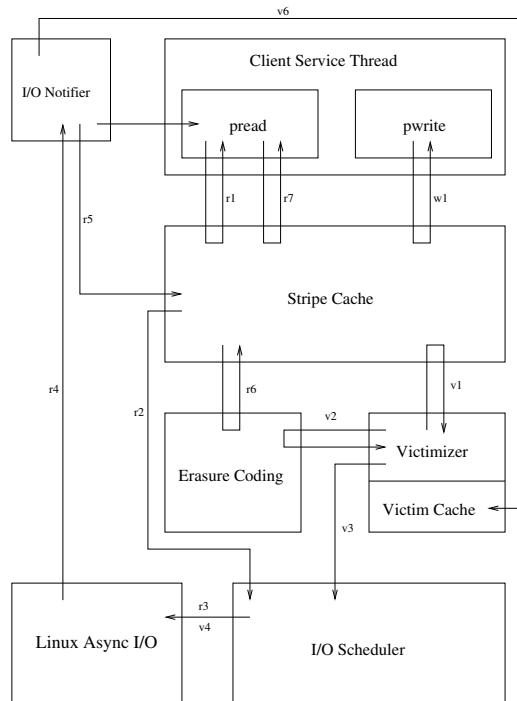 v6
Client Service Thread
I/O Notifier
pread
pwrite
r1
r7
w1
r5
Stripe Cache
r4
r2
r6
v1
v2
Victimizer
Erasure Coding
Victim Cache
v3
r3
v4
Linux Async I/O
I/O Scheduler